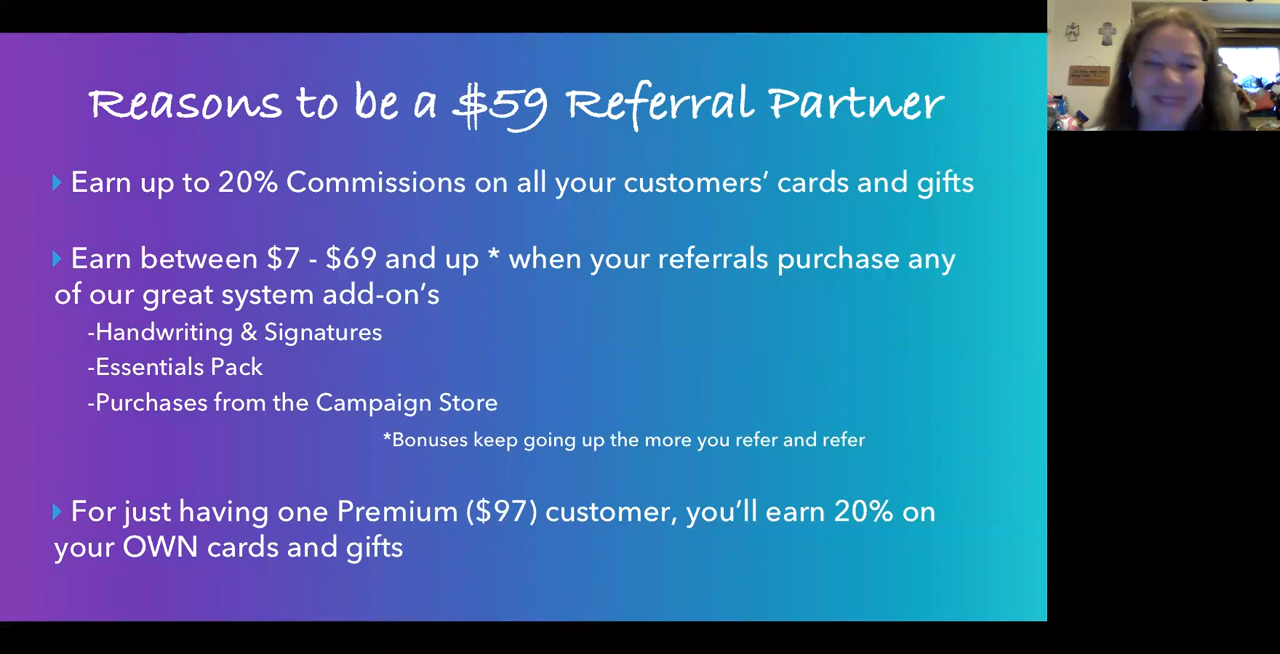 Reasons to be a $59 Referral Partner
Earn up to 20% Commissions on all your customers’ cards and gifts
Earn between $7 - $69 and up * when your referrals purchase any
of our great system add-on’s
-Handwriting & Signatures
-Essentials Pack
-Purchases from the Campaign Store
*Bonuses keep going up the more you refer and refer
For just having one Premium ($97) customer, you’ll earn 20% on
your OWN cards and gifts